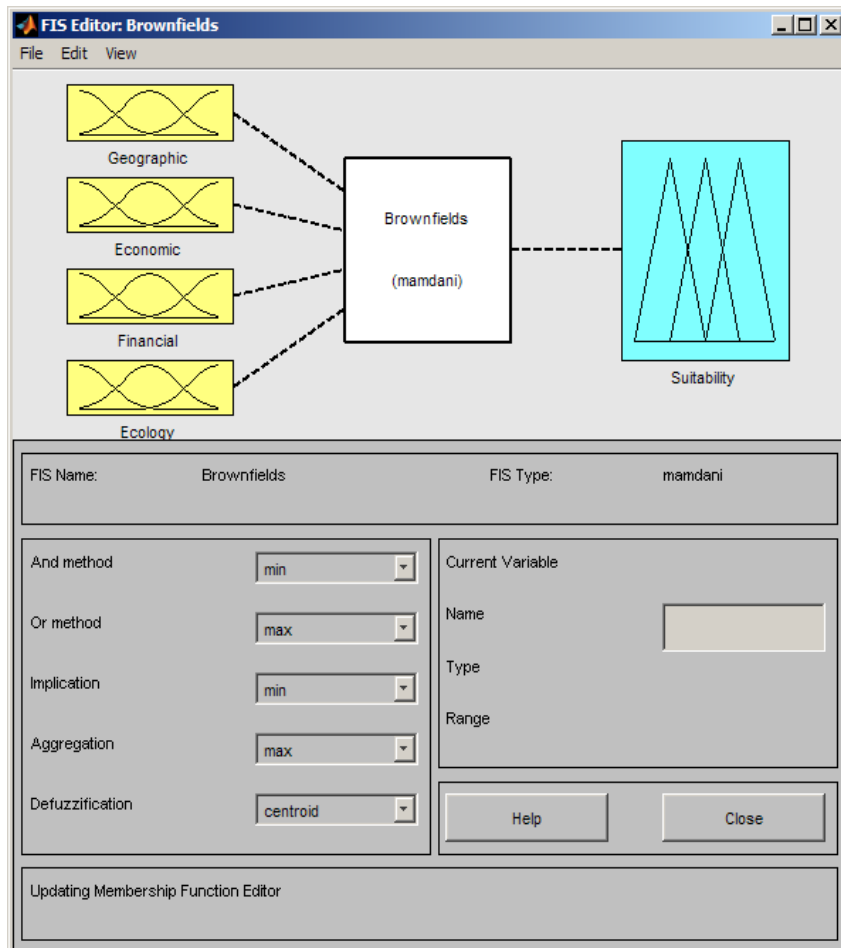 FIS Editor: Brownfields
File Edit View
Geographic
Economic
Financial
Ecology
Brownfields
(mamdani)
Suitability
FIS Name: Brownfields FIS Type: mamdani
And method min
Or method max
Implication min
Aggregation max
Defuzzification centroid
Current Variable
Name
Type
Range
Help Close
Updating Membership Function Editor